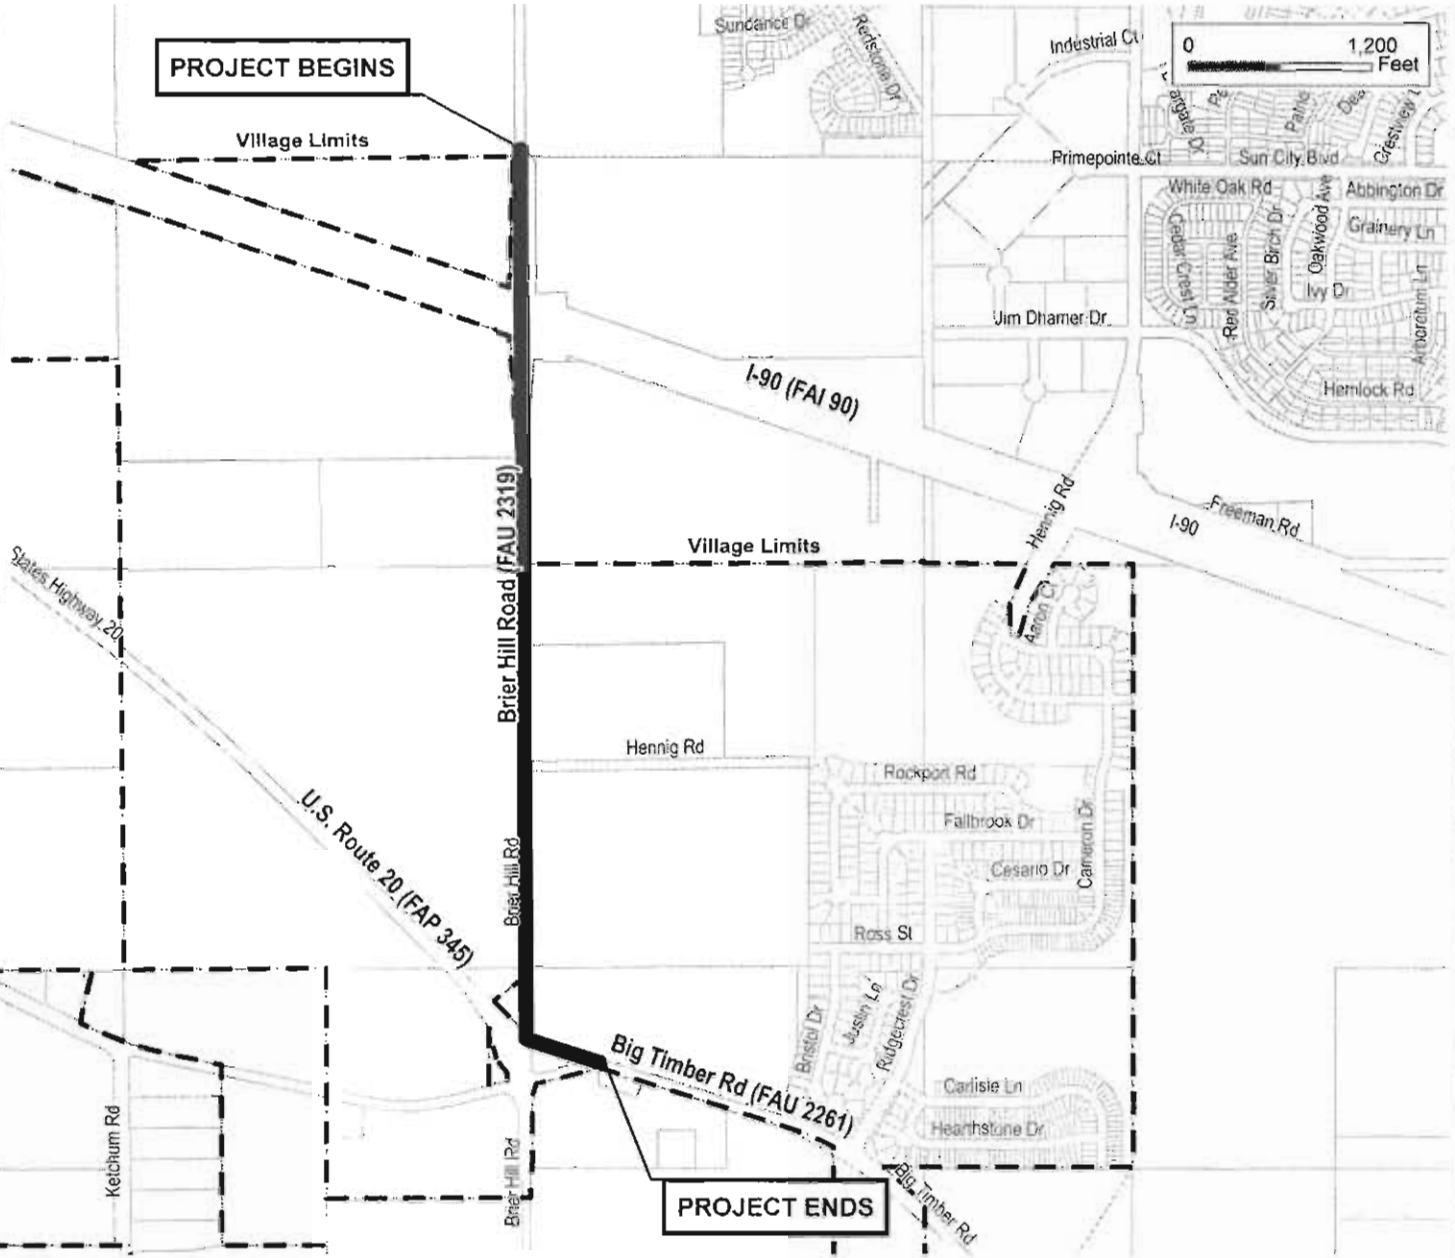 Sundance Dr
Redstone Dr
Industrial Ct
0 1,200
Feet
PROJECT BEGINS
Village Limits
Patrio
Crestview
Primepointe Ct
Sun City Blvd
White Oak Rd
Abbington Dr
Cedar Crest Ln
Red Alder Ave
Silver Birch Dr
Oakwood Ave
Grainery Ln
Ivy Dr
Arboretum Ln
Jim Dhamer Dr
Hemlock Rd
I-90 (FAI 90)
Brier Hill Road (FAU 2319)
Hennig Rd
Freeman Rd
I-90
Village Limits
States Highway 20
Aaron Ct
Hennig Rd
Rockport Rd
U.S. Route 20 (FAP 345)
Fallbrook Dr
Cameron Dr
Cesario Dr
Brier Hill Rd
Ross St
Justin Ln
Ridgecrest Dr
Bristol Dr
Big Timber Rd (FAU 2261)
Carlisle Ln
Hearthstone Dr
Ketchum Rd
Brier Hill Rd
PROJECT ENDS
Big Timber Rd